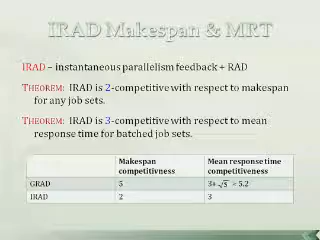 IRAD Makespan & MRT
IRAD – instantaneous parallelism feedback + RAD
THEOREM: IRAD is 2-competitive with respect to makespan
for any job sets.
THEOREM: IRAD is 3-competitive with respect to mean
response time for batched job sets.
Makespan competitivness Mean response time competitiveness
GRAD 5 3+ √5 > 5.2
IRAD 2 3